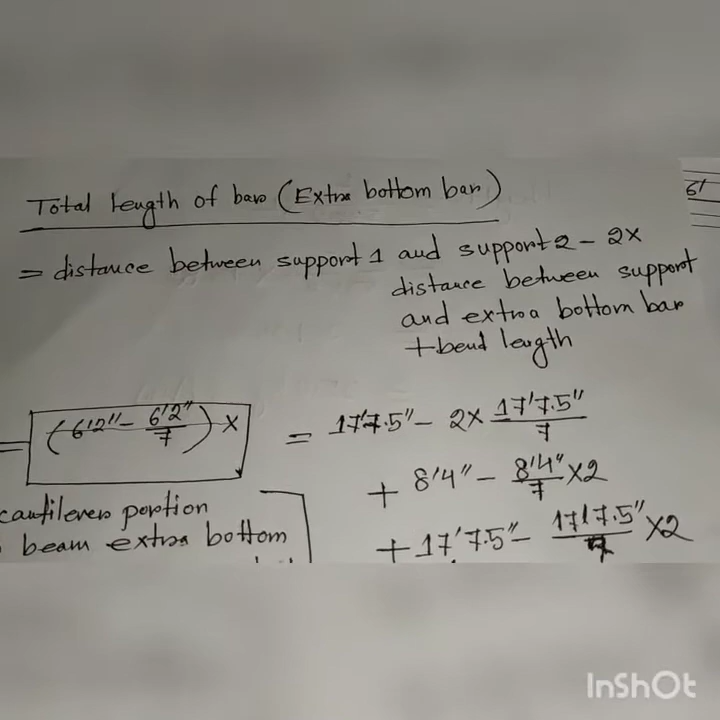 Total length of bar (Extra bottom bar)
= distance between support 1 and support 2 - 2x
distance between support
and extra bottom bar
+ bend length
61
= (6'2" - 6'2"/7) x
= 17'7.5" - 2x 17'7.5"/7
+ 8'4" - 8'4"/7 x2
+ 17'7.5" - 17'7.5"/7 x2
cantilever portion
beam extra bottom
InShOt